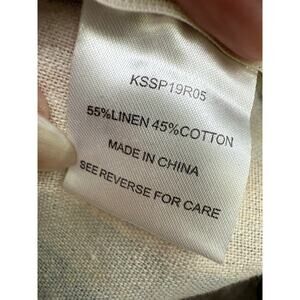 KSSP19R05
55%LINEN 45%COTTON
MADE IN CHINA
SEE REVERSE FOR CARE